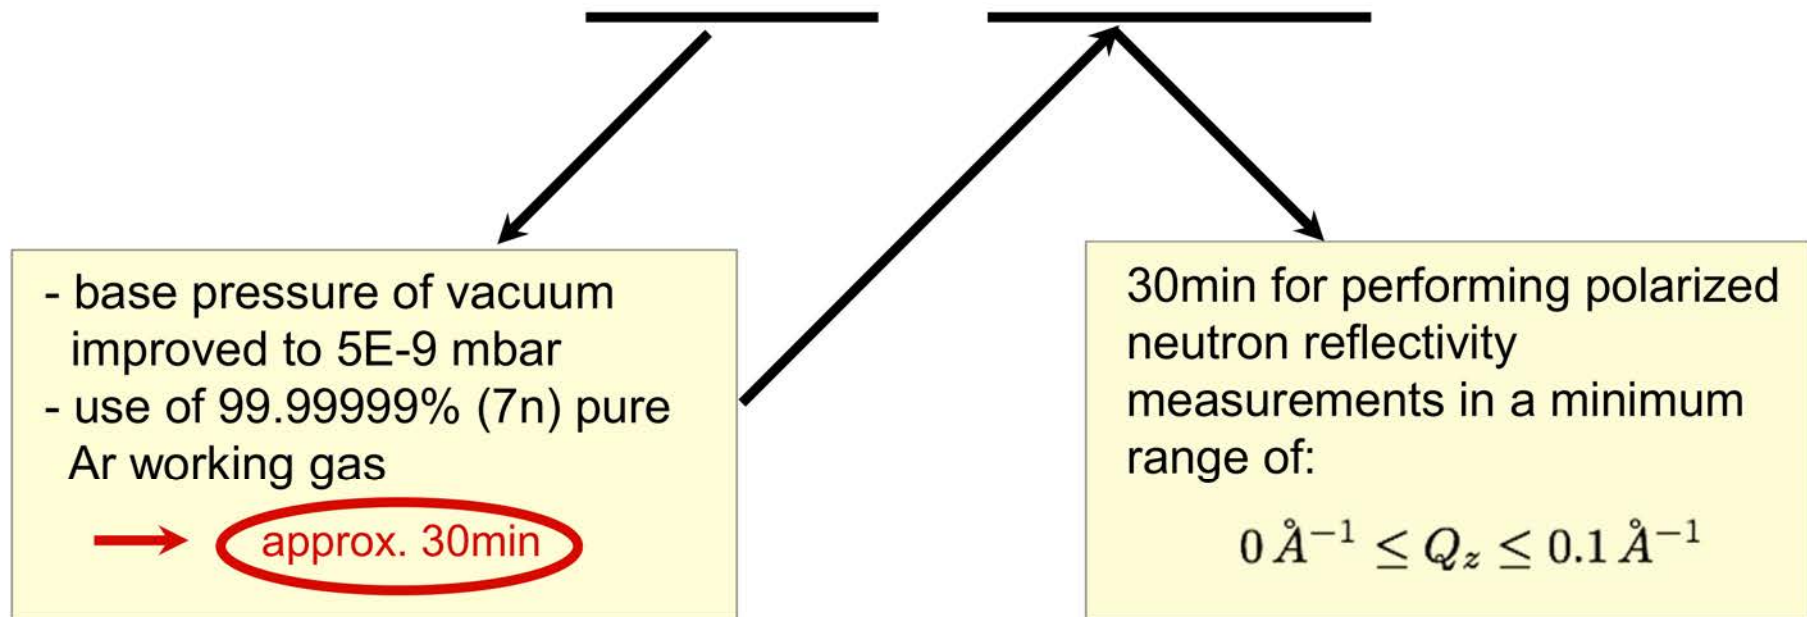 - base pressure of vacuum
improved to 5E-9 mbar
- use of 99.99999% (7n) pure
Ar working gas
approx. 30min
30min for performing polarized
neutron reflectivity
measurements in a minimum
range of:
0 Å⁻¹ ≤ Q_z ≤ 0.1 Å⁻¹